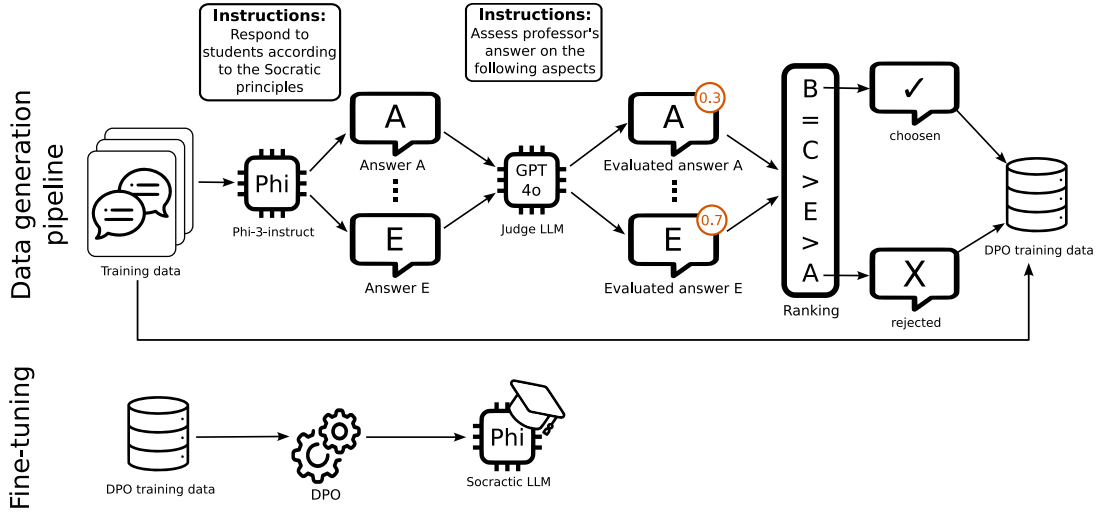 Data generation
pipeline
Instructions:
Respond to
students according
to the Socratic
principles
Instructions:
Assess professor's
answer on the
following aspects
Training data
Phi
Phi-3-instruct
A
Answer A
E
Answer E
GPT
4o
Judge LLM
A
0.3
Evaluated answer A
E
0.7
Evaluated answer E
B
=
C
>
E
>
A
Ranking
✓
choosen
X
rejected
DPO training data
Fine-tuning
DPO training data
DPO
Phi
Socractic LLM